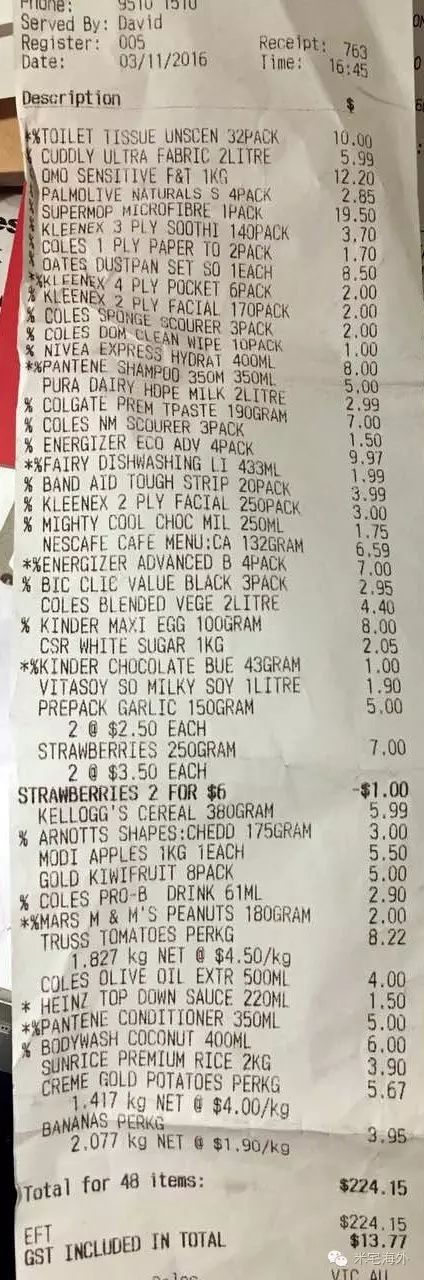 Phone: 9510 1510
Served By: David
Register: 005 Receipt: 763
Date: 03/11/2016 Time: 16:45
Description $
*%TOILET TISSUE UNSCEN 32PACK 10.00
% CUDDLY ULTRA FABRIC 2LITRE 5.99
OMO SENSITIVE F&T 1KG 12.20
PALMOLIVE NATURALS S 4PACK 2.85
SUPERMOP MICROFIBRE 1PACK 19.50
% KLEENEX 3 PLY SOOTHI 140PACK 3.70
% COLES 1 PLY PAPER TO 2PACK 1.70
% OATES DUSTPAN SET SO 1EACH 8.50
*%KLEENEX 4 PLY POCKET 6PACK 2.00
% KLEENEX 2 PLY FACIAL 170PACK 2.00
% COLES SPONGE SCOURER 3PACK 2.00
% COLES DOM CLEAN WIPE 10PACK 1.00
% NIVEA EXPRESS HYDRAT 400ML 8.00
*%PANTENE SHAMPOO 350M 350ML 5.00
PURA DAIRY HDPE MILK 2LITRE 2.99
% COLGATE PREM TPASTE 190GRAM 7.00
% COLES NM SCOURER 3PACK 1.50
% ENERGIZER ECO ADV 4PACK 9.97
*%FAIRY DISHWASHING LI 433ML 1.99
% BAND AID TOUGH STRIP 20PACK 3.99
% KLEENEX 2 PLY FACIAL 250PACK 3.00
% MIGHTY COOL CHOC MIL 250ML 1.75
NESCAFE CAFE MENU:CA 132GRAM 6.59
*%ENERGIZER ADVANCED B 4PACK 7.00
% BIC CLIC VALUE BLACK 3PACK 2.95
COLES BLENDED VEGE 2LITRE 4.40
% KINDER MAXI EGG 100GRAM 8.00
CSR WHITE SUGAR 1KG 2.05
*%KINDER CHOCOLATE BUE 43GRAM 1.00
VITASOY SO MILKY SOY 1LITRE 1.90
PREPACK GARLIC 150GRAM 5.00
2 @ $2.50 EACH
STRAWBERRIES 250GRAM 7.00
2 @ $3.50 EACH
STRAWBERRIES 2 FOR $6 -$1.00
KELLOGG'S CEREAL 380GRAM 5.99
% ARNOTTS SHAPES:CHEDD 175GRAM 3.00
MODI APPLES 1KG 1EACH 5.50
GOLD KIWIFRUIT 8PACK 5.00
% COLES PRO-B DRINK 61ML 2.90
*%MARS M & M'S PEANUTS 180GRAM 2.00
TRUSS TOMATOES PERKG 8.22
1.827 kg NET @ $4.50/kg
COLES OLIVE OIL EXTR 500ML 4.00
* HEINZ TOP DOWN SAUCE 220ML 1.50
*%PANTENE CONDITIONER 350ML 5.00
% BODYWASH COCONUT 400ML 6.00
SUNRICE PREMIUM RICE 2KG 3.90
CREME GOLD POTATOES PERKG 5.67
1.417 kg NET @ $4.00/kg
BANANAS PERKG 3.95
2.077 kg NET @ $1.90/kg
Total for 48 items: $224.15
EFT $224.15
GST INCLUDED IN TOTAL $13.77
米宅海外